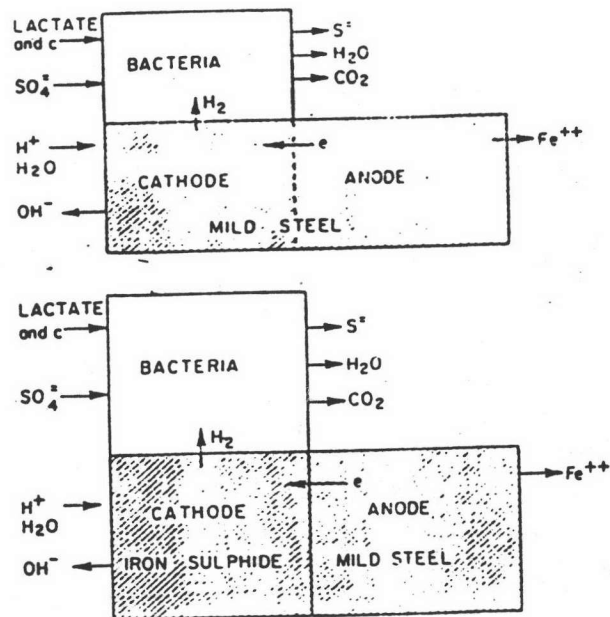 LACTATE
and c
SO₄⁼
BACTERIA
S⁼
H₂O
CO₂
H₂
H⁺
H₂O
e
Fe⁺⁺
CATHODE
ANODE
OH⁻
MILD STEEL
LACTATE
and c
SO₄⁼
BACTERIA
S⁼
H₂O
CO₂
H₂
H⁺
H₂O
e
Fe⁺⁺
CATHODE
ANODE
OH⁻
IRON SULPHIDE
MILD STEEL